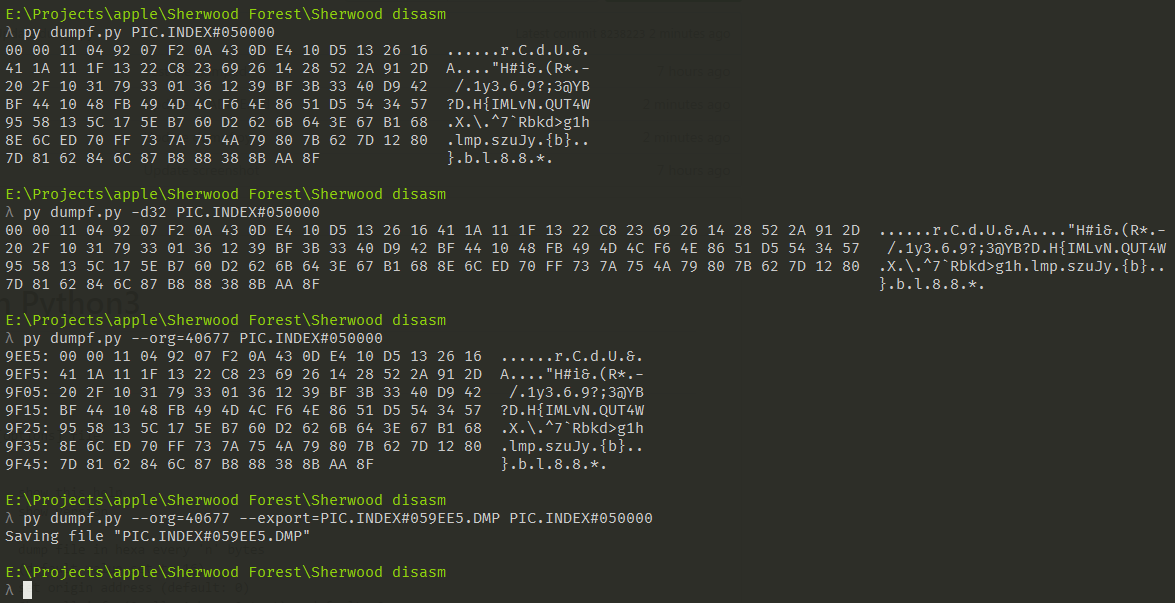 E:\Projects\apple\Sherwood Forest\Sherwood disasm
λ py dumpf.py PIC.INDEX#050000
00 00 11 04 92 07 F2 0A 43 0D E4 10 D5 13 26 16  ......r.C.dU.&.
41 1A 11 1F 13 22 C8 23 69 26 14 28 52 2A 91 2D  A...."H#i&.(R*.-
20 2F 10 31 79 33 01 36 12 39 BF 3B 33 40 D9 42   /.1y3.6.9?;3@YB
BF 44 10 48 FB 49 4D 4C F6 4E 86 51 D5 54 34 57  ?D.H{IMLvN.QUT4W
95 58 13 5C 17 5E B7 60 D2 62 6B 64 3E 67 B1 68  .X.\.^7`Rbkd>g1h
8E 6C ED 70 FF 73 7A 75 4A 79 80 7B 62 7D 12 80  .lmp.szuJy.{b}..
7D 81 62 84 6C 87 B8 88 38 8B AA 8F              }.b.l.8.8.*.
E:\Projects\apple\Sherwood Forest\Sherwood disasm
λ py dumpf.py -d32 PIC.INDEX#050000
00 00 11 04 92 07 F2 0A 43 0D E4 10 D5 13 26 16 41 1A 11 1F 13 22 C8 23 69 26 14 28 52 2A 91 2D  ......r.C.d.U.&.A...."H#i&.(R*.-
20 2F 10 31 79 33 01 36 12 39 BF 3B 33 40 D9 42 BF 44 10 48 FB 49 4D 4C F6 4E 86 51 D5 54 34 57   /.1y3.6.9?;3@YB?D.H{IMLvN.QUT4W
95 58 13 5C 17 5E B7 60 D2 62 6B 64 3E 67 B1 68 8E 6C ED 70 FF 73 7A 75 4A 79 80 7B 62 7D 12 80  .X.\.^7`Rbkd>g1h.lmp.szuJy.{b}..
7D 81 62 84 6C 87 B8 88 38 8B AA 8F  }.b.l.8.8.*.
E:\Projects\apple\Sherwood Forest\Sherwood disasm
λ py dumpf.py --org=40677 PIC.INDEX#050000
9EE5: 00 00 11 04 92 07 F2 0A 43 0D E4 10 D5 13 26 16  ......r.C.dU.&.
9EF5: 41 1A 11 1F 13 22 C8 23 69 26 14 28 52 2A 91 2D  A...."H#i&.(R*.-
9F05: 20 2F 10 31 79 33 01 36 12 39 BF 3B 33 40 D9 42   /.1y3.6.9?;3@YB
9F15: BF 44 10 48 FB 49 4D 4C F6 4E 86 51 D5 54 34 57  ?D.H{IMLvN.QUT4W
9F25: 95 58 13 5C 17 5E B7 60 D2 62 6B 64 3E 67 B1 68  .X.\.^7`Rbkd>g1h
9F35: 8E 6C ED 70 FF 73 7A 75 4A 79 80 7B 62 7D 12 80  .lmp.szuJy.{b}..
9F45: 7D 81 62 84 6C 87 B8 88 38 8B AA 8F              }.b.l.8.8.*.
E:\Projects\apple\Sherwood Forest\Sherwood disasm
λ py dumpf.py --org=40677 --export=PIC.INDEX#059EE5.DMP PIC.INDEX#050000
Saving file "PIC.INDEX#059EE5.DMP"
E:\Projects\apple\Sherwood Forest\Sherwood disasm
λ